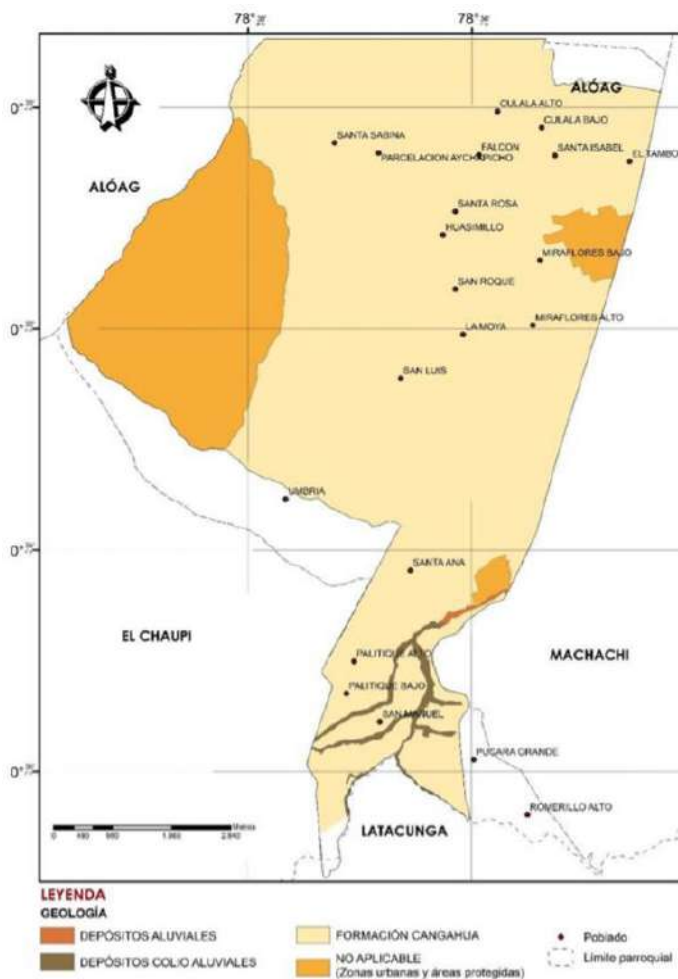 78°
78°
ALÓAG
CULALA ALTO
CULALA BAJO
SANTA SABINA
FALCON
SANTA ISABEL
PARCELACION AYCHAPICHO
EL TAMBO
ALÓAG
SANTA ROSA
HUASIMILLO
MIRAFLORES BAJO
SAN ROQUE
MIRAFLORES ALTO
LA MOYA
SAN LUIS
UMBRIA
SANTA ANA
EL CHAUPI
MACHACHI
PALITIQUE ALTO
PALITIQUE BAJO
SAN MANUEL
PUCARA GRANDE
ROMERILLO ALTO
LATACUNGA
LEYENDA
GEOLOGÍA
DEPÓSITOS ALUVIALES
FORMACIÓN CANGAHUA
Poblado
DEPÓSITOS COLIO ALUVIALES
NO APLICABLE
(Zonas urbanas y áreas protegidas)
Límite parroquial